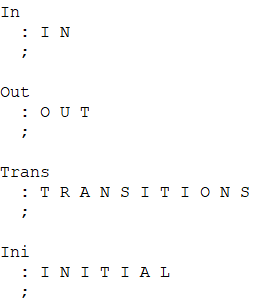 In
: I N
;
Out
: O U T
;
Trans
: T R A N S I T I O N S
;
Ini
: I N I T I A L
;